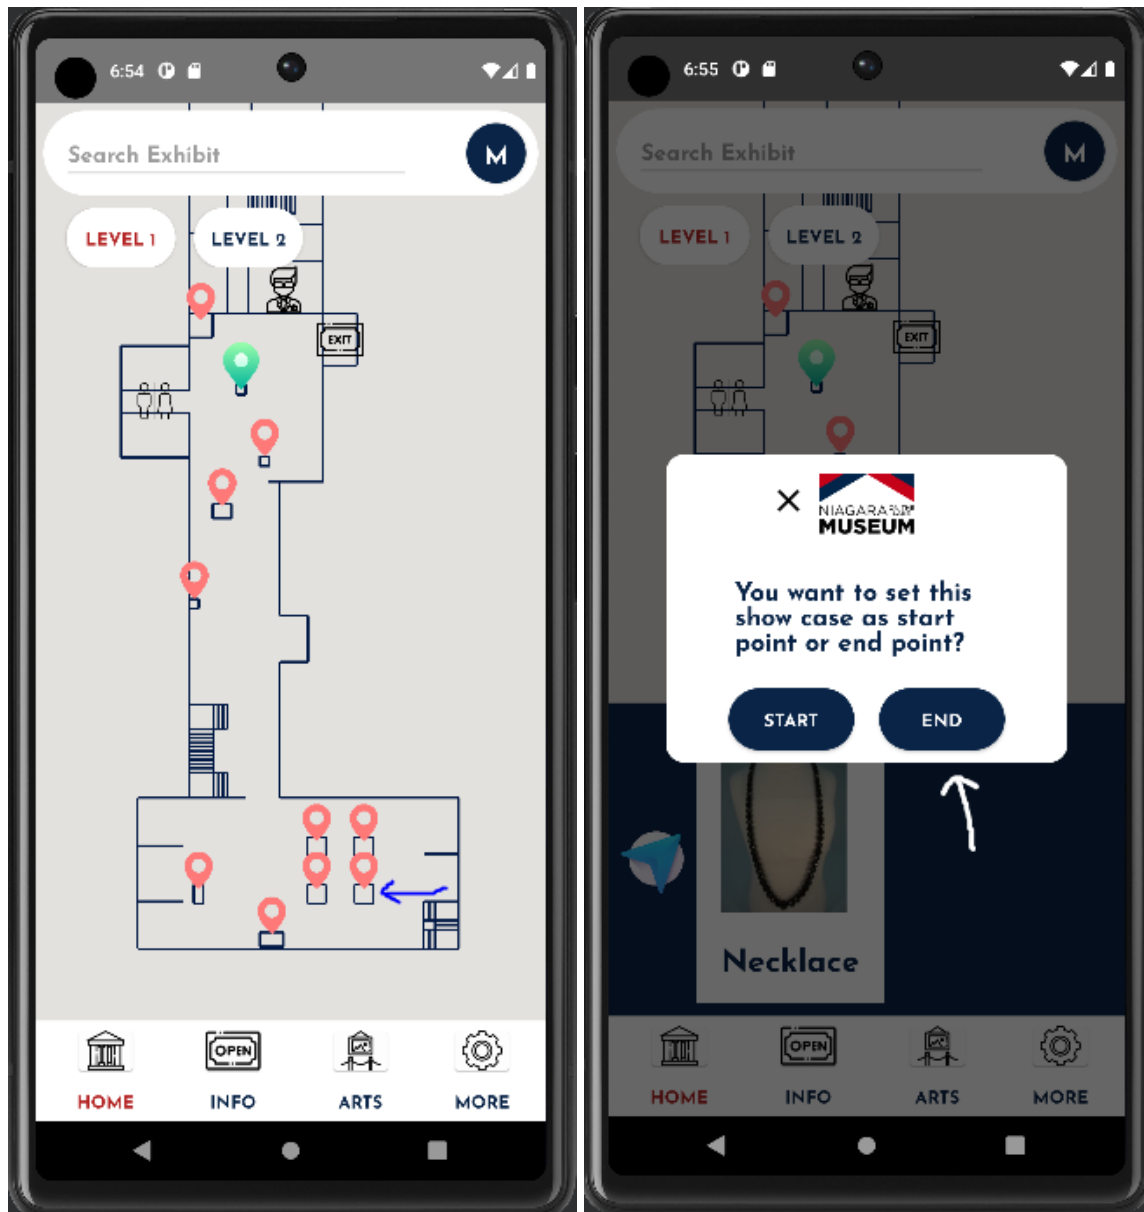 6:54
Search Exhibit
M
LEVEL 1
LEVEL 2
EXIT
OPEN
HOME
INFO
ARTS
MORE
6:55
Search Exhibit
M
LEVEL 1
LEVEL 2
EXIT
NIAGARA
MUSEUM
You want to set this
show case as start
point or end point?
START
END
Necklace
OPEN
HOME
INFO
ARTS
MORE